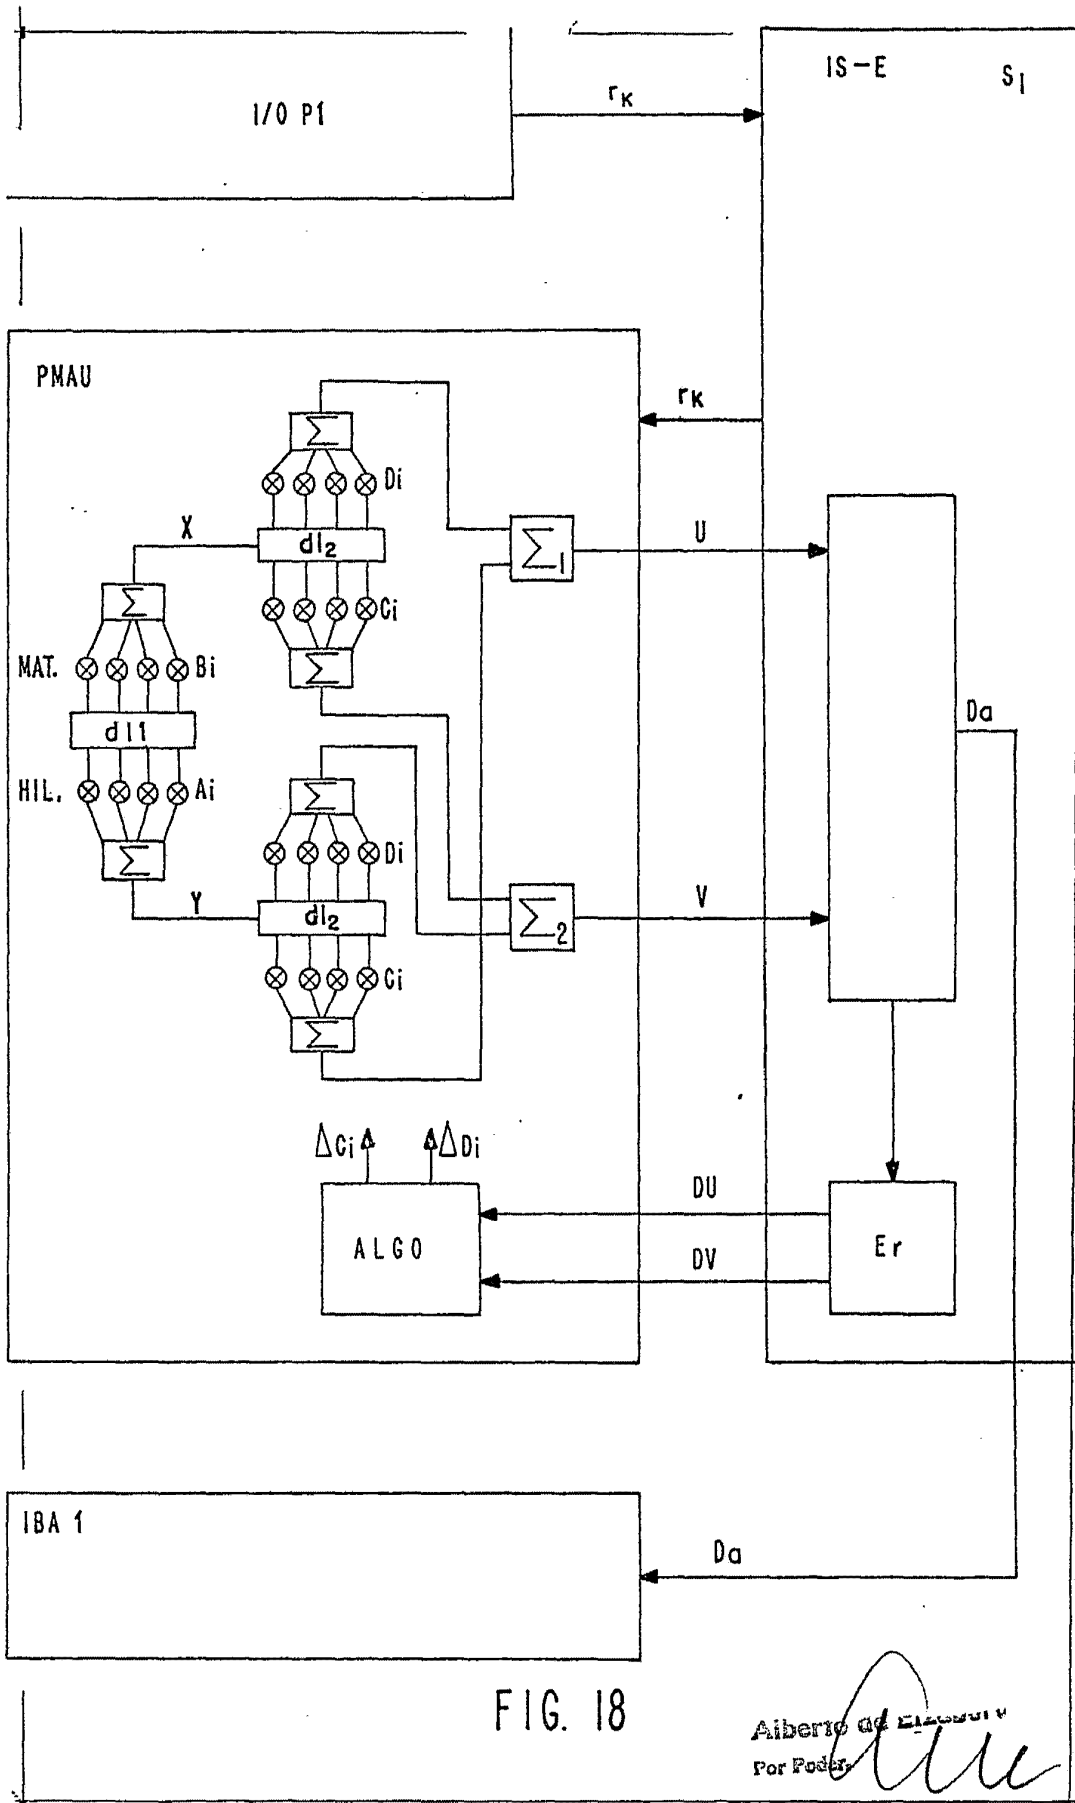 I/O P1
rK
IS-E S1
PMAU
rK
Σ
Di
X
dl2
Σ1
U
Ci
Σ
Σ
MAT.
Bi
dl1
Da
HIL.
Ai
Σ
Σ
Di
Y
dl2
Σ2
V
Ci
Σ
ΔCi ΔDi
DU
ALGO
Er
DV
IBA 1
Da
FIG. 18
Alberto de
Por Poder.